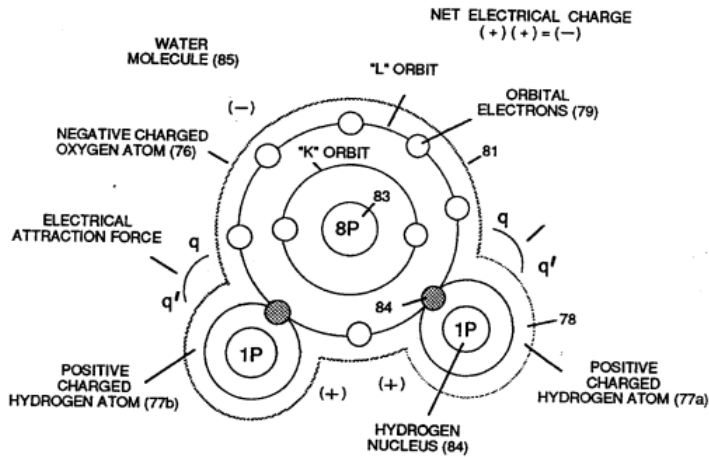 NET ELECTRICAL CHARGE
(+) (+) = (−)
WATER
MOLECULE (85)
"L" ORBIT
(−)
ORBITAL
ELECTRONS (79)
NEGATIVE CHARGED
OXYGEN ATOM (76)
81
"K" ORBIT
83
8P
ELECTRICAL
ATTRACTION FORCE
q
q'
q
q'
84
78
1P
1P
POSITIVE
CHARGED
HYDROGEN ATOM (77b)
(+)
(+)
POSITIVE
CHARGED
HYDROGEN ATOM (77a)
HYDROGEN
NUCLEUS (84)